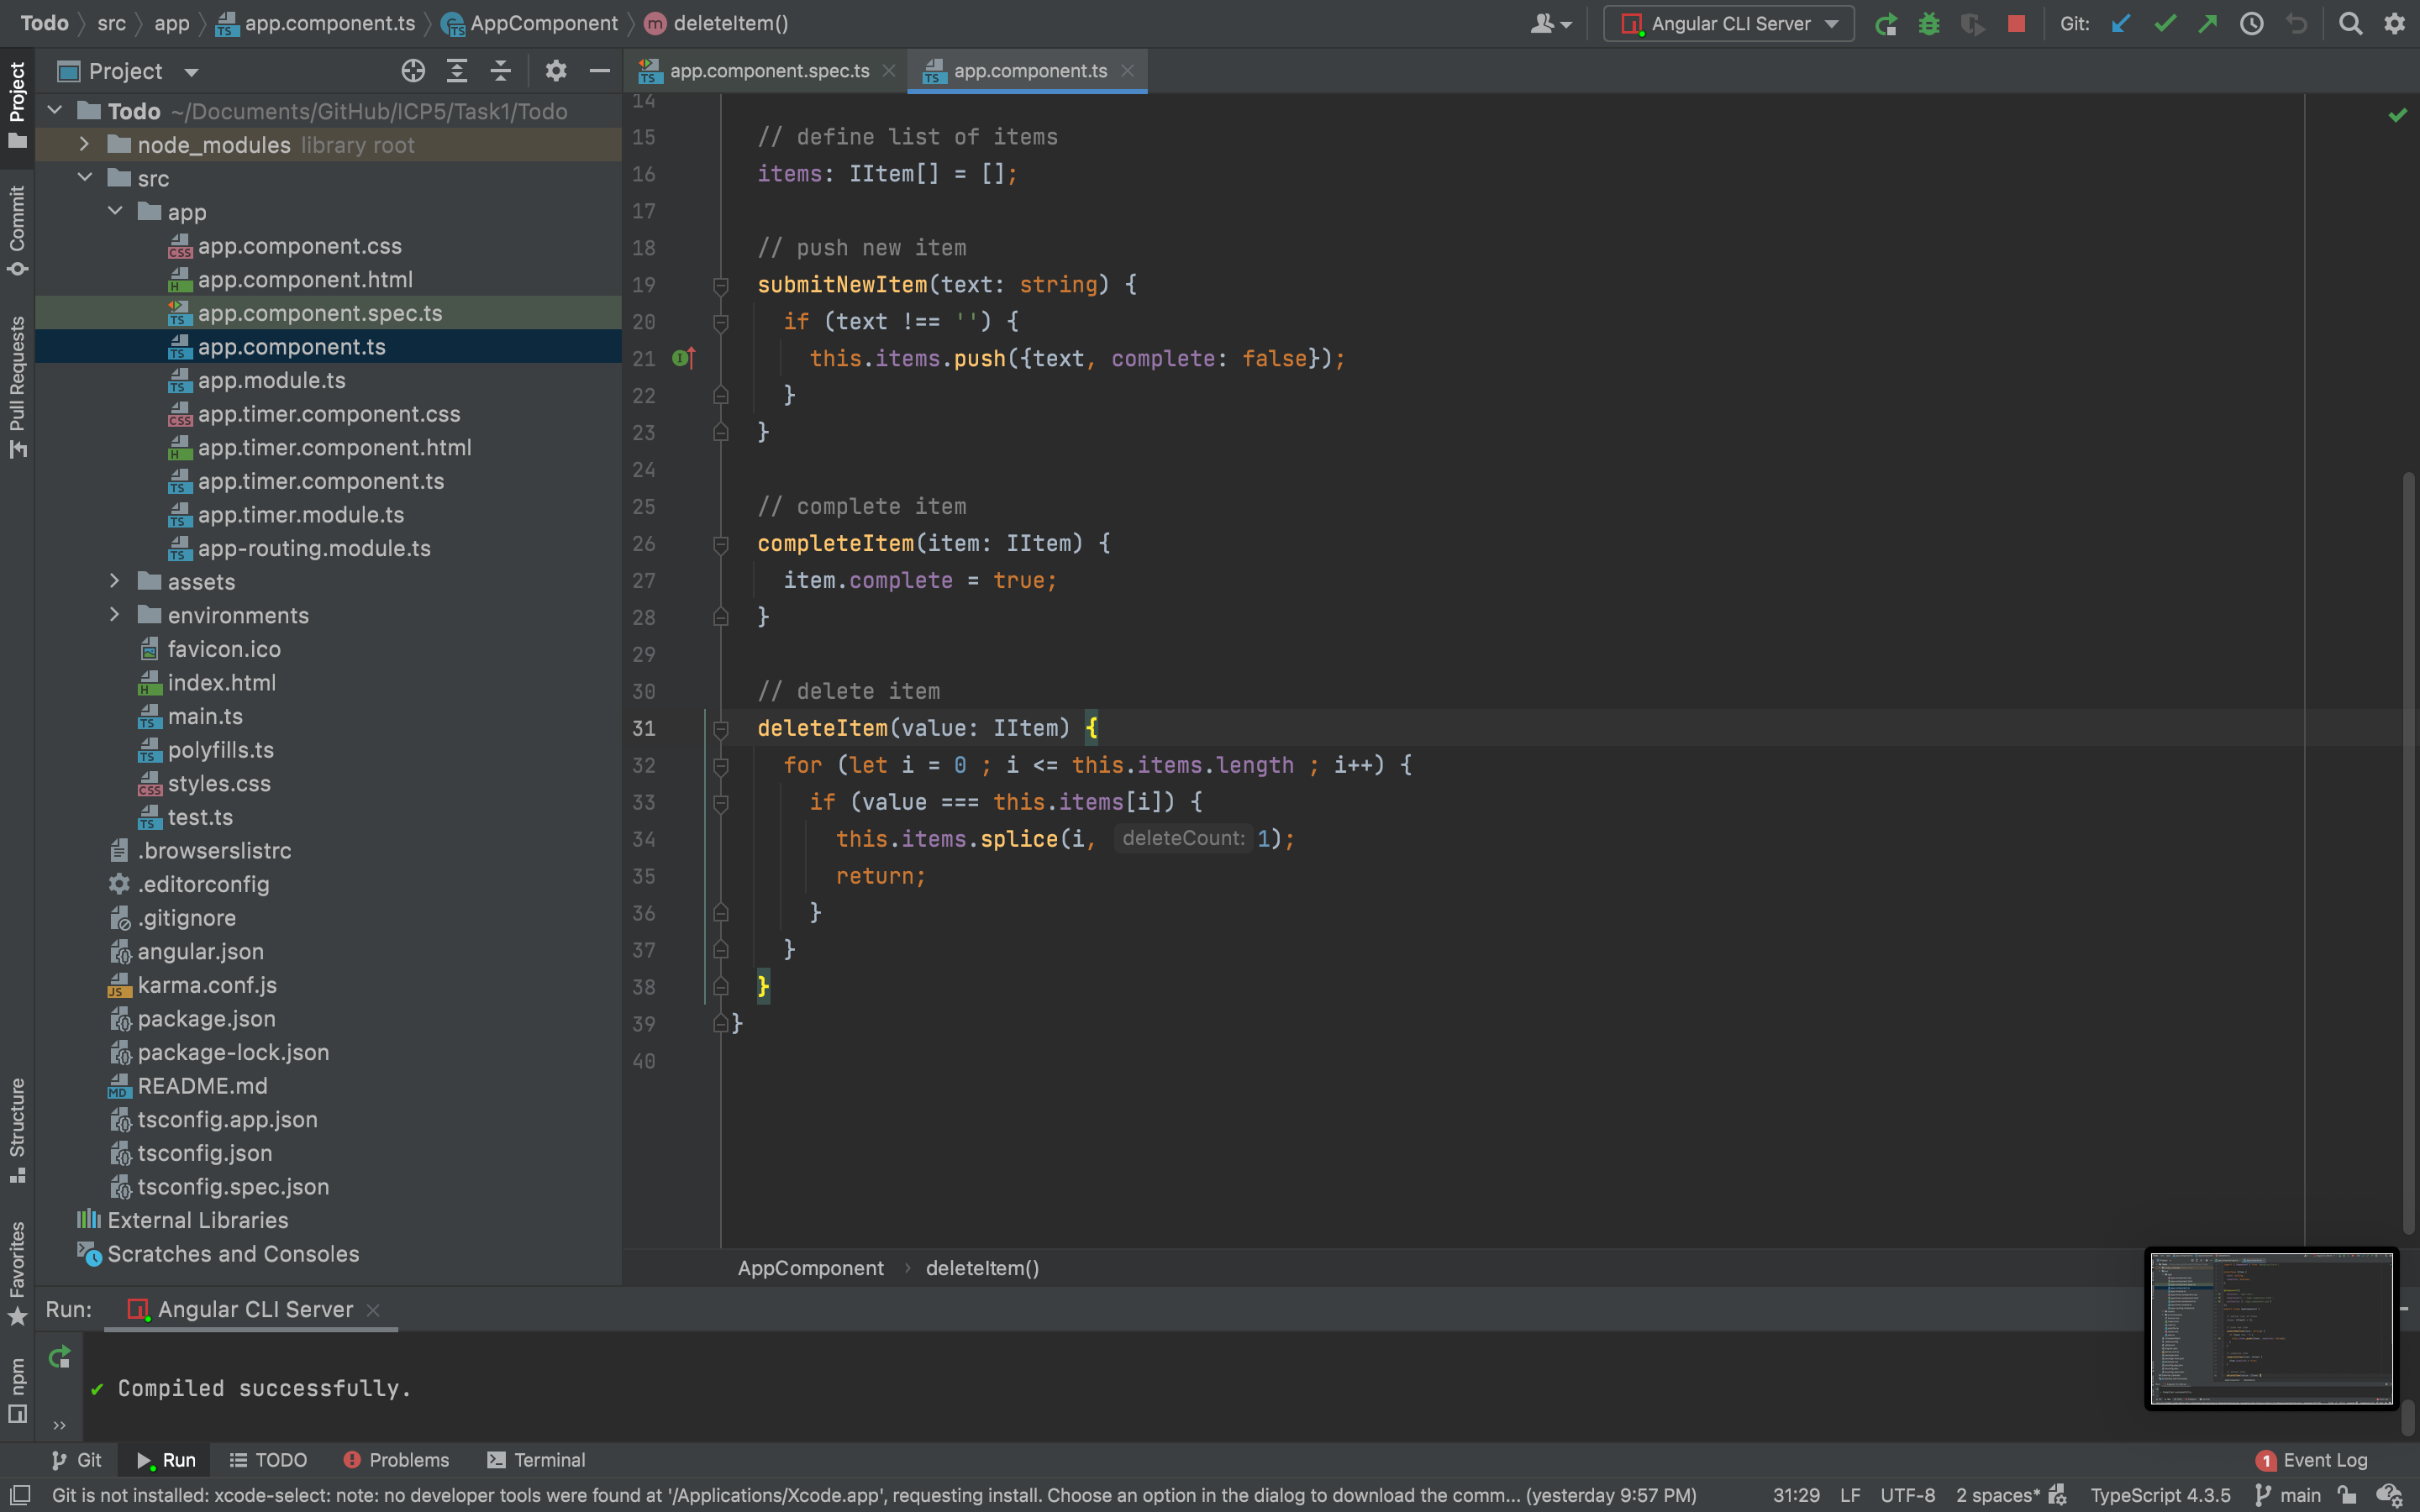 Todo src app app.component.ts AppComponent deleteItem()
Angular CLI Server
Git:
Project
app.component.spec.ts
app.component.ts
Project
Commit
Pull Requests
Structure
Favorites
npm
Todo ~/Documents/GitHub/ICP5/Task1/Todo
node_modules library root
src
app
app.component.css
app.component.html
app.component.spec.ts
app.component.ts
app.module.ts
app.timer.component.css
app.timer.component.html
app.timer.component.ts
app.timer.module.ts
app-routing.module.ts
assets
environments
favicon.ico
index.html
main.ts
polyfills.ts
styles.css
test.ts
.browserslistrc
.editorconfig
.gitignore
angular.json
karma.conf.js
package.json
package-lock.json
README.md
tsconfig.app.json
tsconfig.json
tsconfig.spec.json
External Libraries
Scratches and Consoles
14
15 // define list of items
16 items: IItem[] = [];
17
18 // push new item
19 submitNewItem(text: string) {
20 if (text !== '') {
21 this.items.push({text, complete: false});
22 }
23 }
24
25 // complete item
26 completeItem(item: IItem) {
27 item.complete = true;
28 }
29
30 // delete item
31 deleteItem(value: IItem) {
32 for (let i = 0 ; i <= this.items.length ; i++) {
33 if (value === this.items[i]) {
34 this.items.splice(i, deleteCount: 1);
35 return;
36 }
37 }
38 }
39 }
40
AppComponent deleteItem()
Run: Angular CLI Server
✔ Compiled successfully.
Git
Run
TODO
Problems
Terminal
1 Event Log
Git is not installed: xcode-select: note: no developer tools were found at '/Applications/Xcode.app', requesting install. Choose an option in the dialog to download the comm... (yesterday 9:57 PM)
31:29 LF UTF-8 2 spaces* TypeScript 4.3.5 main